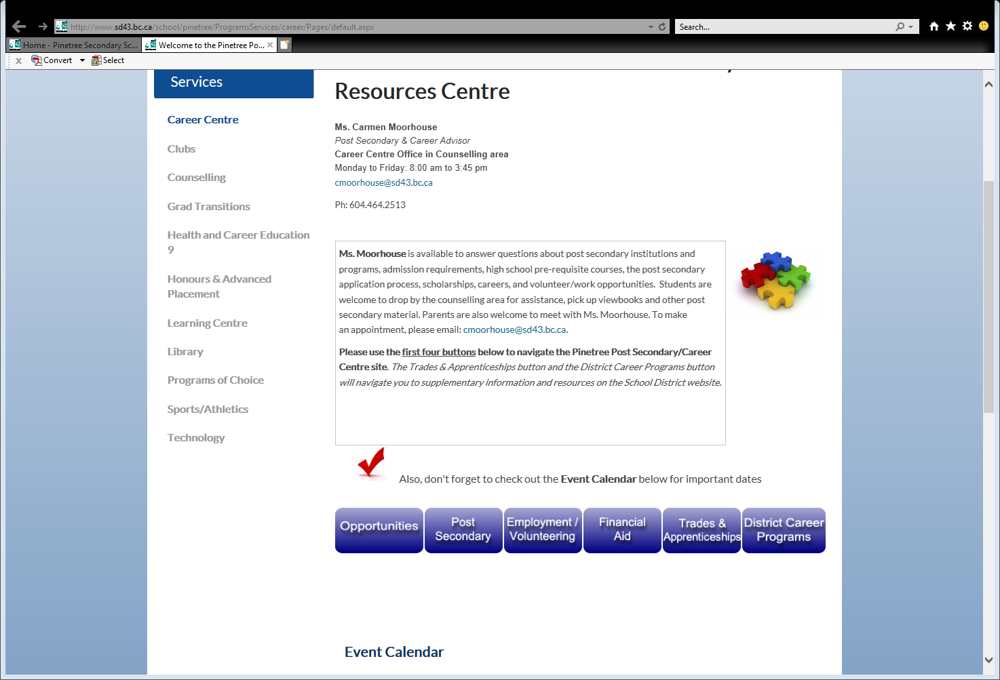 http://www.sd43.bc.ca/school/pinetree/ProgramsServices/career/Pages/default.aspx
Search...
Home - Pinetree Secondary Sc...
Welcome to the Pinetree Po...
Convert
Select
Services
Career Centre
Clubs
Counselling
Grad Transitions
Health and Career Education
9
Honours & Advanced
Placement
Learning Centre
Library
Programs of Choice
Sports/Athletics
Technology
Resources Centre
Ms. Carmen Moorhouse
Post Secondary & Career Advisor
Career Centre Office in Counselling area
Monday to Friday: 8:00 am to 3:45 pm
cmoorhouse@sd43.bc.ca
Ph: 604.464.2513
Ms. Moorhouse is available to answer questions about post secondary institutions and
programs, admission requirements, high school pre-requisite courses, the post secondary
application process, scholarships, careers, and volunteer/work opportunities.  Students are
welcome to drop by the counselling area for assistance, pick up viewbooks and other post
secondary material. Parents are also welcome to meet with Ms. Moorhouse. To make
an appointment, please email: cmoorhouse@sd43.bc.ca.
Please use the first four buttons below to navigate the Pinetree Post Secondary/Career
Centre site. The Trades & Apprenticeships button and the District Career Programs button
will navigate you to supplementary information and resources on the School District website.
Also, don't forget to check out the Event Calendar below for important dates
Opportunities
Post
Secondary
Employment /
Volunteering
Financial
Aid
Trades &
Apprenticeships
District Career
Programs
Event Calendar